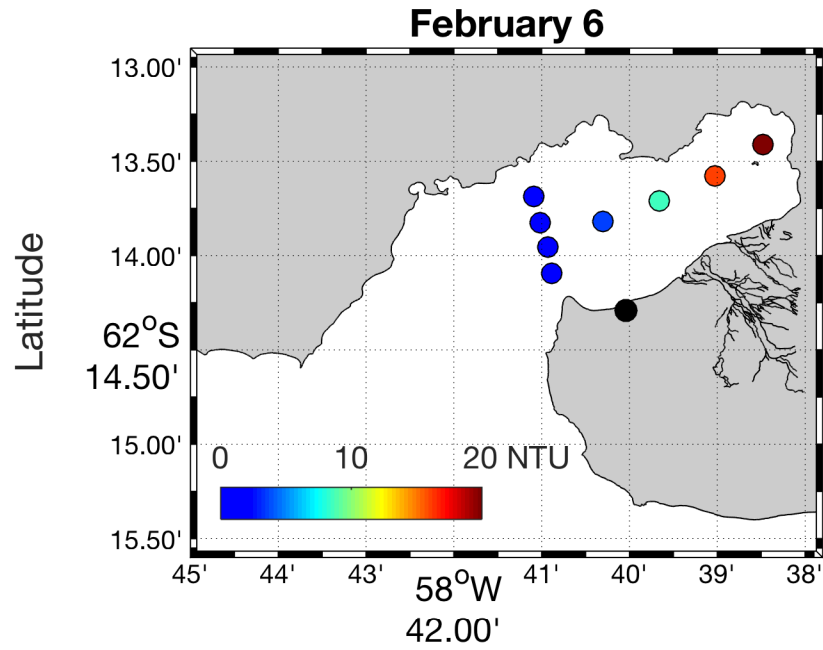 February 6
13.00'
13.50'
14.00'
Latitude
62°S
14.50'
15.00'
0 10 20 NTU
15.50'
45' 44' 43' 41' 40' 39' 38'
58°W
42.00'